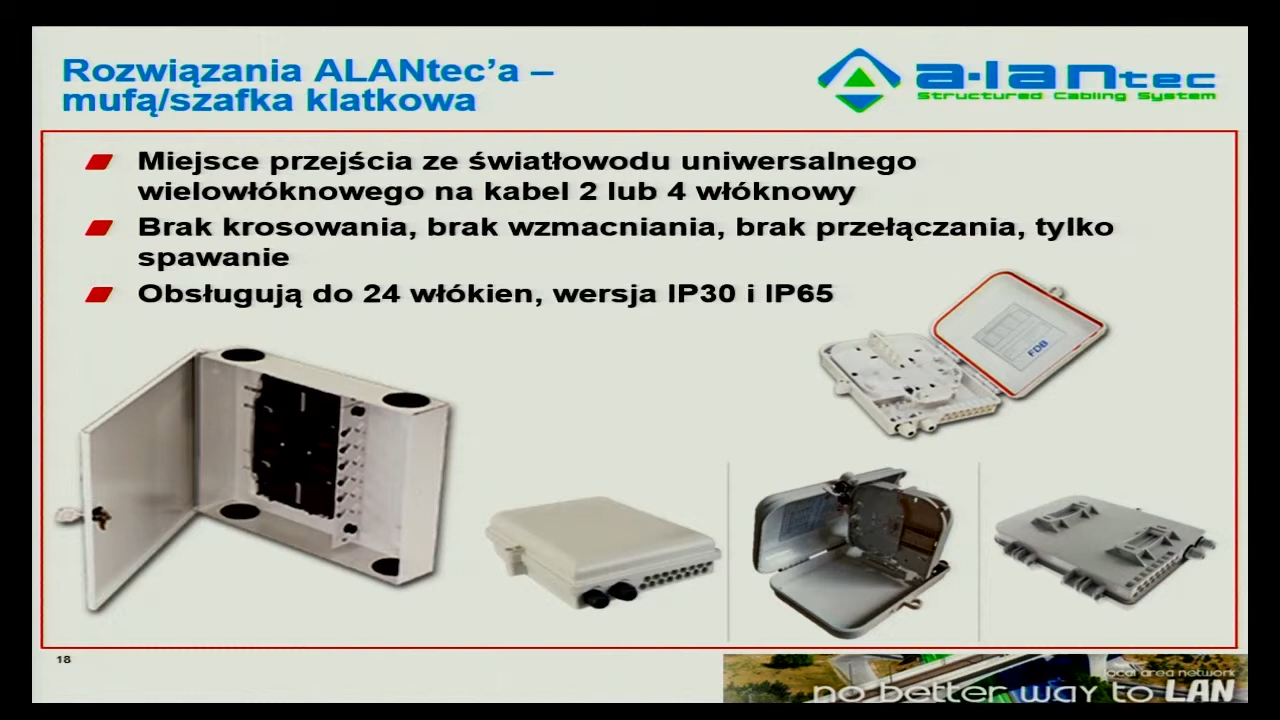 Rozwiązania ALANtec’a –
mufą/szafka klatkowa
a-lantec
Structured Cabling System
Miejsce przejścia ze światłowodu uniwersalnego
wielowłóknowego na kabel 2 lub 4 włóknowy
Brak krosowania, brak wzmacniania, brak przełączania, tylko
spawanie
Obsługują do 24 włókien, wersja IP30 i IP65
FDB
18
local area network
no better way to LAN